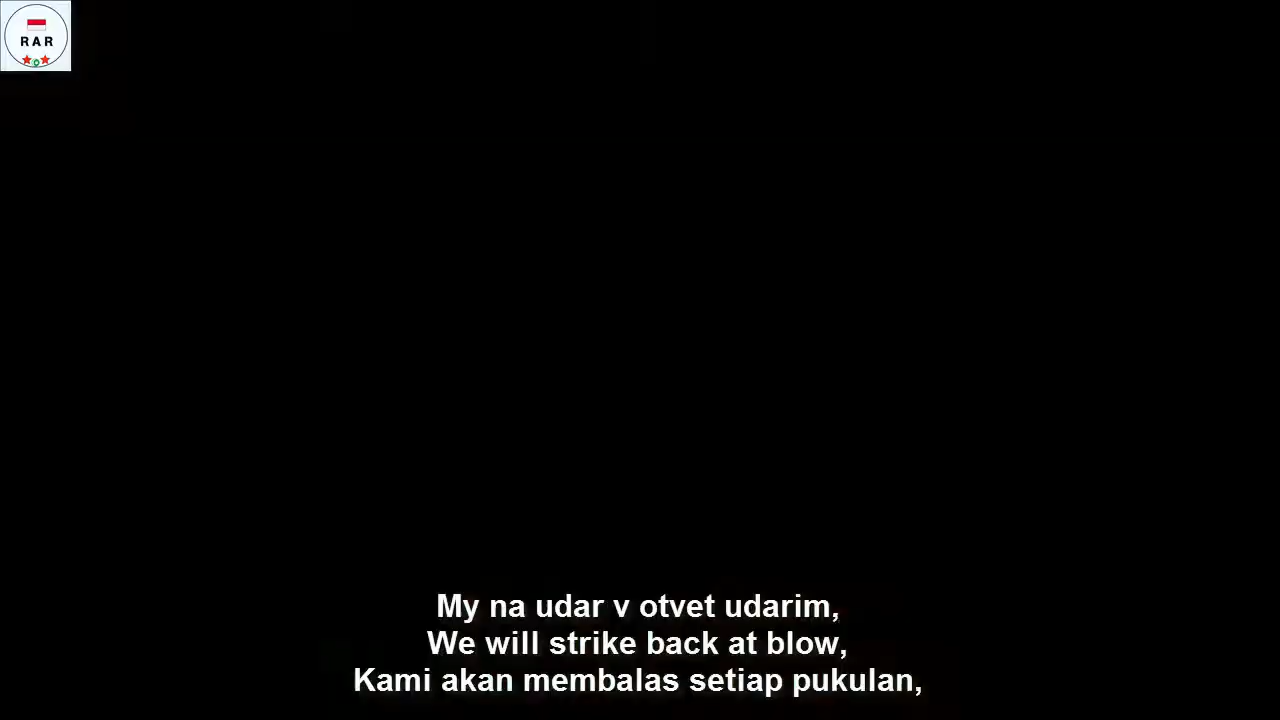 RAR
My na udar v otvet udarim,
We will strike back at blow,
Kami akan membalas setiap pukulan,